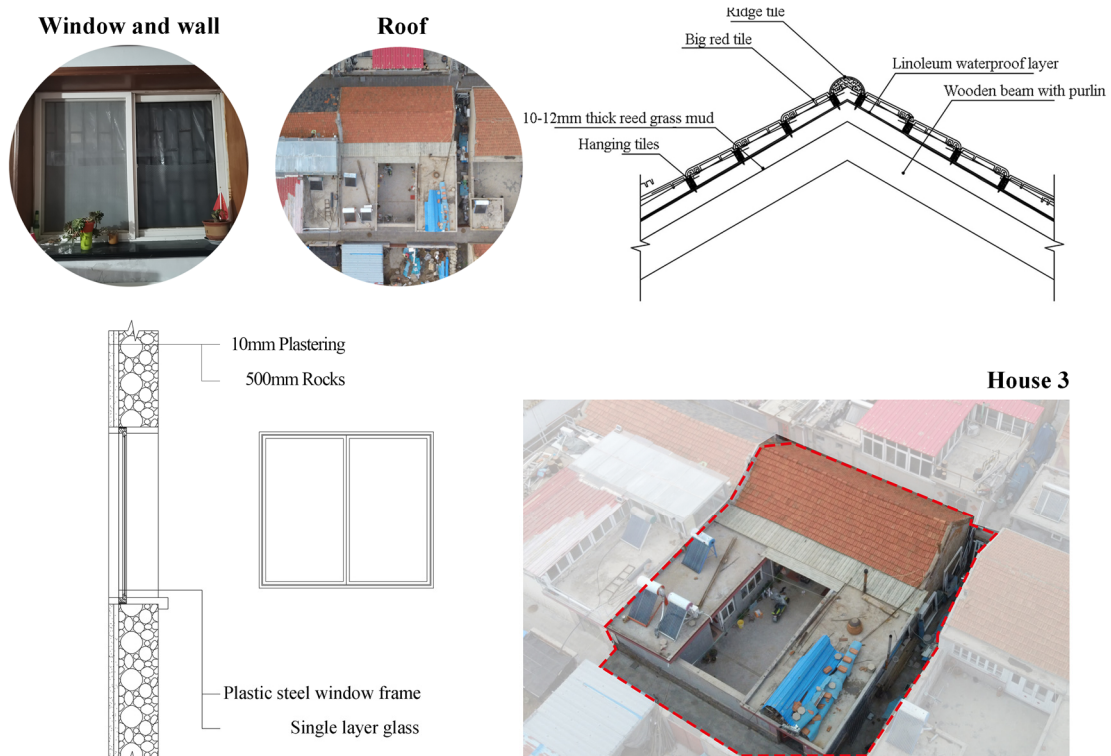 Window and wall
Roof
Ridge tile
Big red tile
Linoleum waterproof layer
Wooden beam with purlin
10-12mm thick reed grass mud
Hanging tiles
10mm Plastering
500mm Rocks
House 3
Plastic steel window frame
Single layer glass